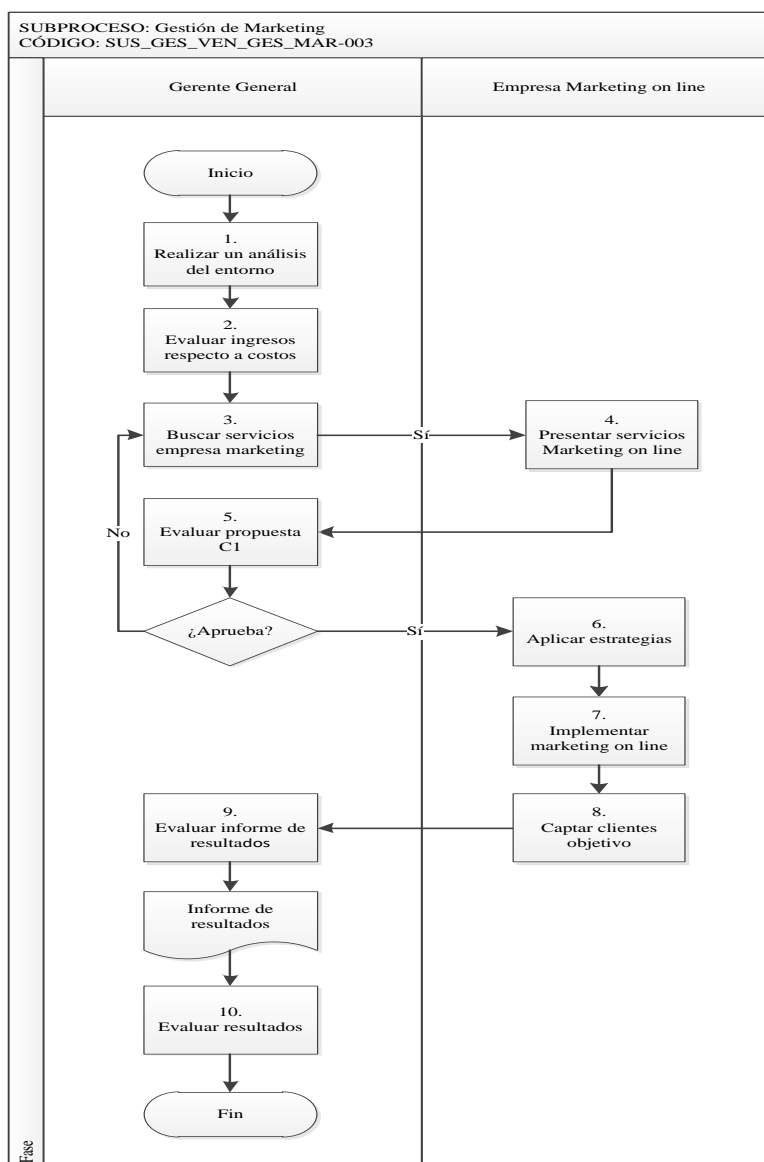 SUBPROCESO: Gestión de Marketing
CÓDIGO: SUS_GES_VEN_GES_MAR-003
Gerente General
Empresa Marketing on line
Inicio
1.
Realizar un análisis
del entorno
2.
Evaluar ingresos
respecto a costos
3.
Buscar servicios
empresa marketing
Sí
4.
Presentar servicios
Marketing on line
5.
Evaluar propuesta
C1
No
¿Aprueba?
Sí
6.
Aplicar estrategias
7.
Implementar
marketing on line
8.
Captar clientes
objetivo
9.
Evaluar informe de
resultados
Informe de
resultados
10.
Evaluar resultados
Fin
Fase